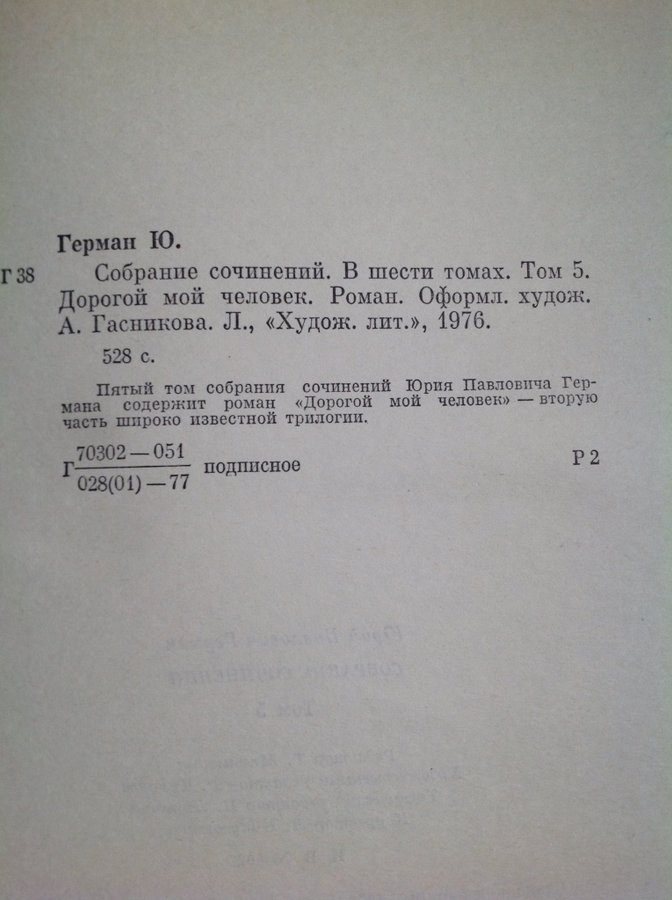 Герман Ю.
Г 38
Собрание сочинений. В шести томах. Том 5.
Дорогой мой человек. Роман. Оформл. худож.
А. Гасникова. Л., «Худож. лит.», 1976.
528 с.
Пятый том собрания сочинений Юрия Павловича Гер-
мана содержит роман «Дорогой мой человек» — вторую
часть широко известной трилогии.
Г 70302—051
028(01)—77 подписное
Р 2